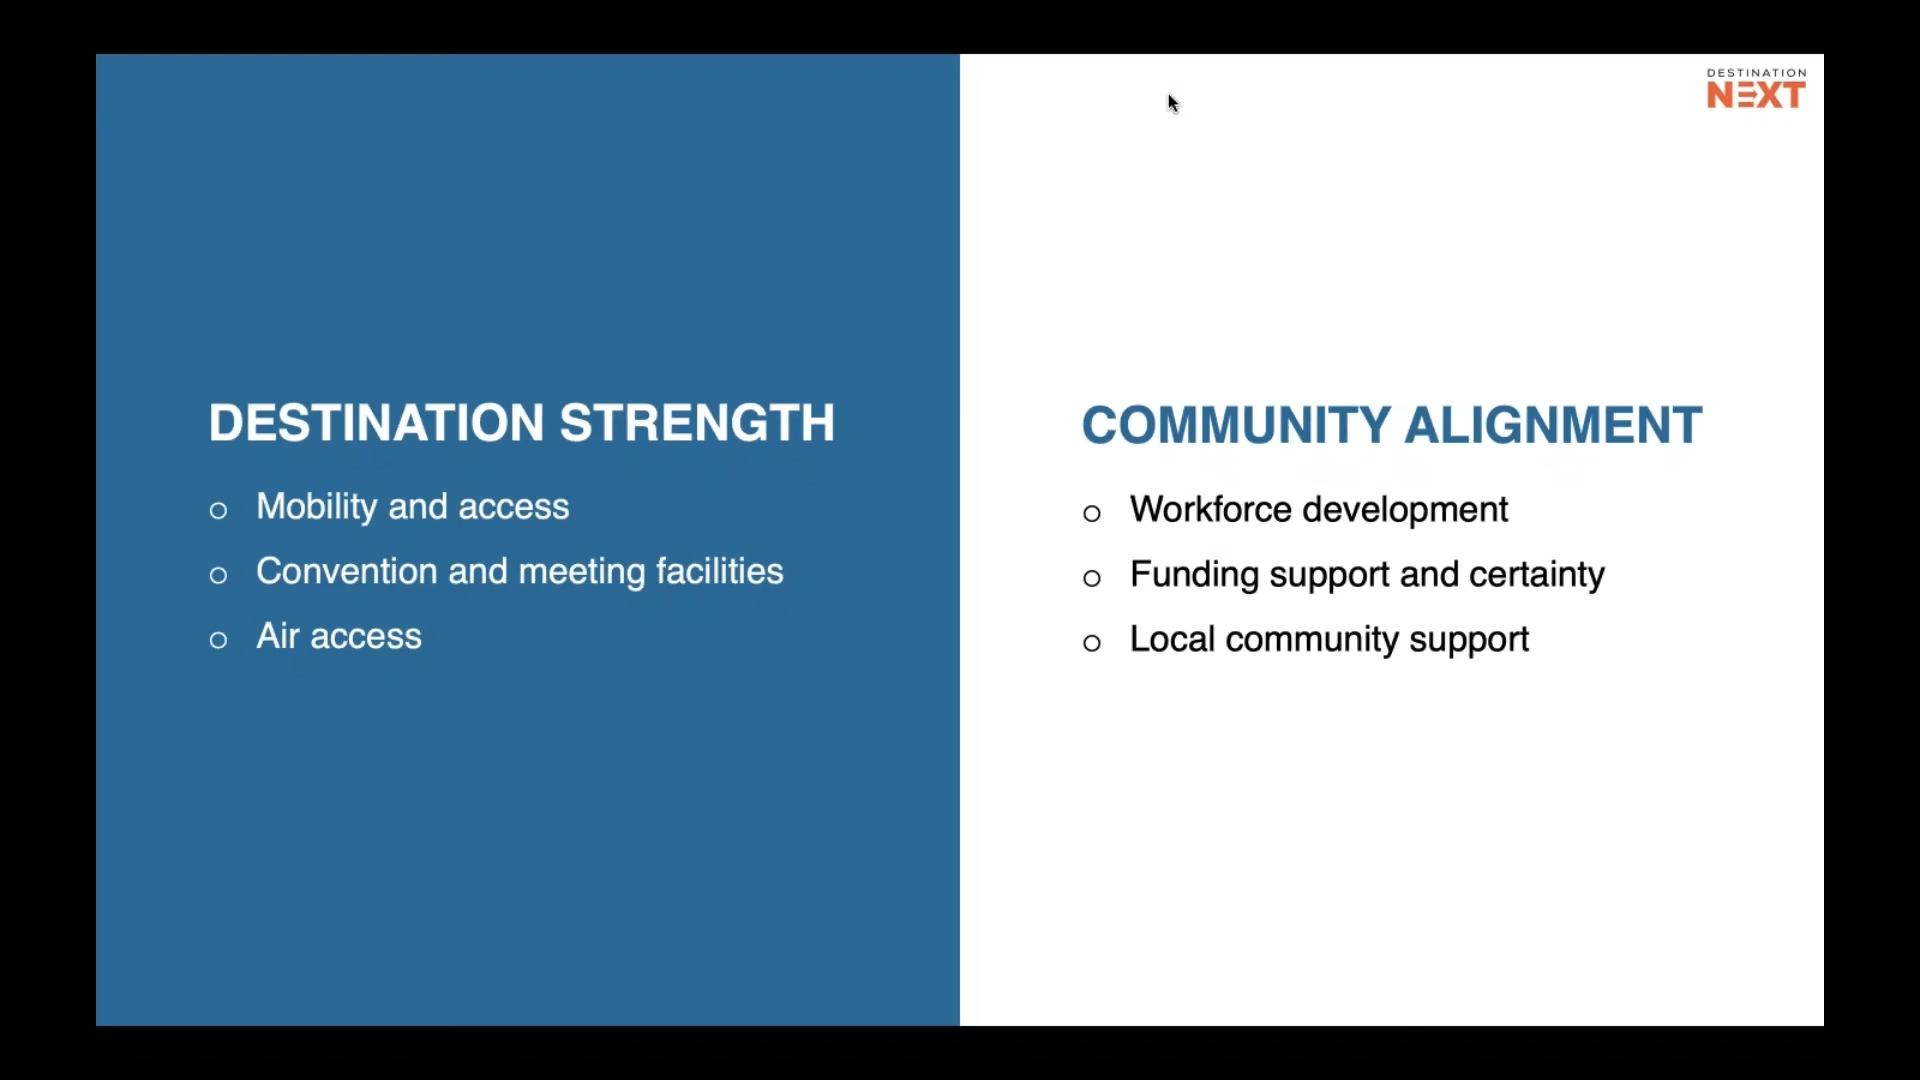 DESTINATION
NEXT
DESTINATION STRENGTH
o Mobility and access
o Convention and meeting facilities
o Air access
COMMUNITY ALIGNMENT
o Workforce development
o Funding support and certainty
o Local community support